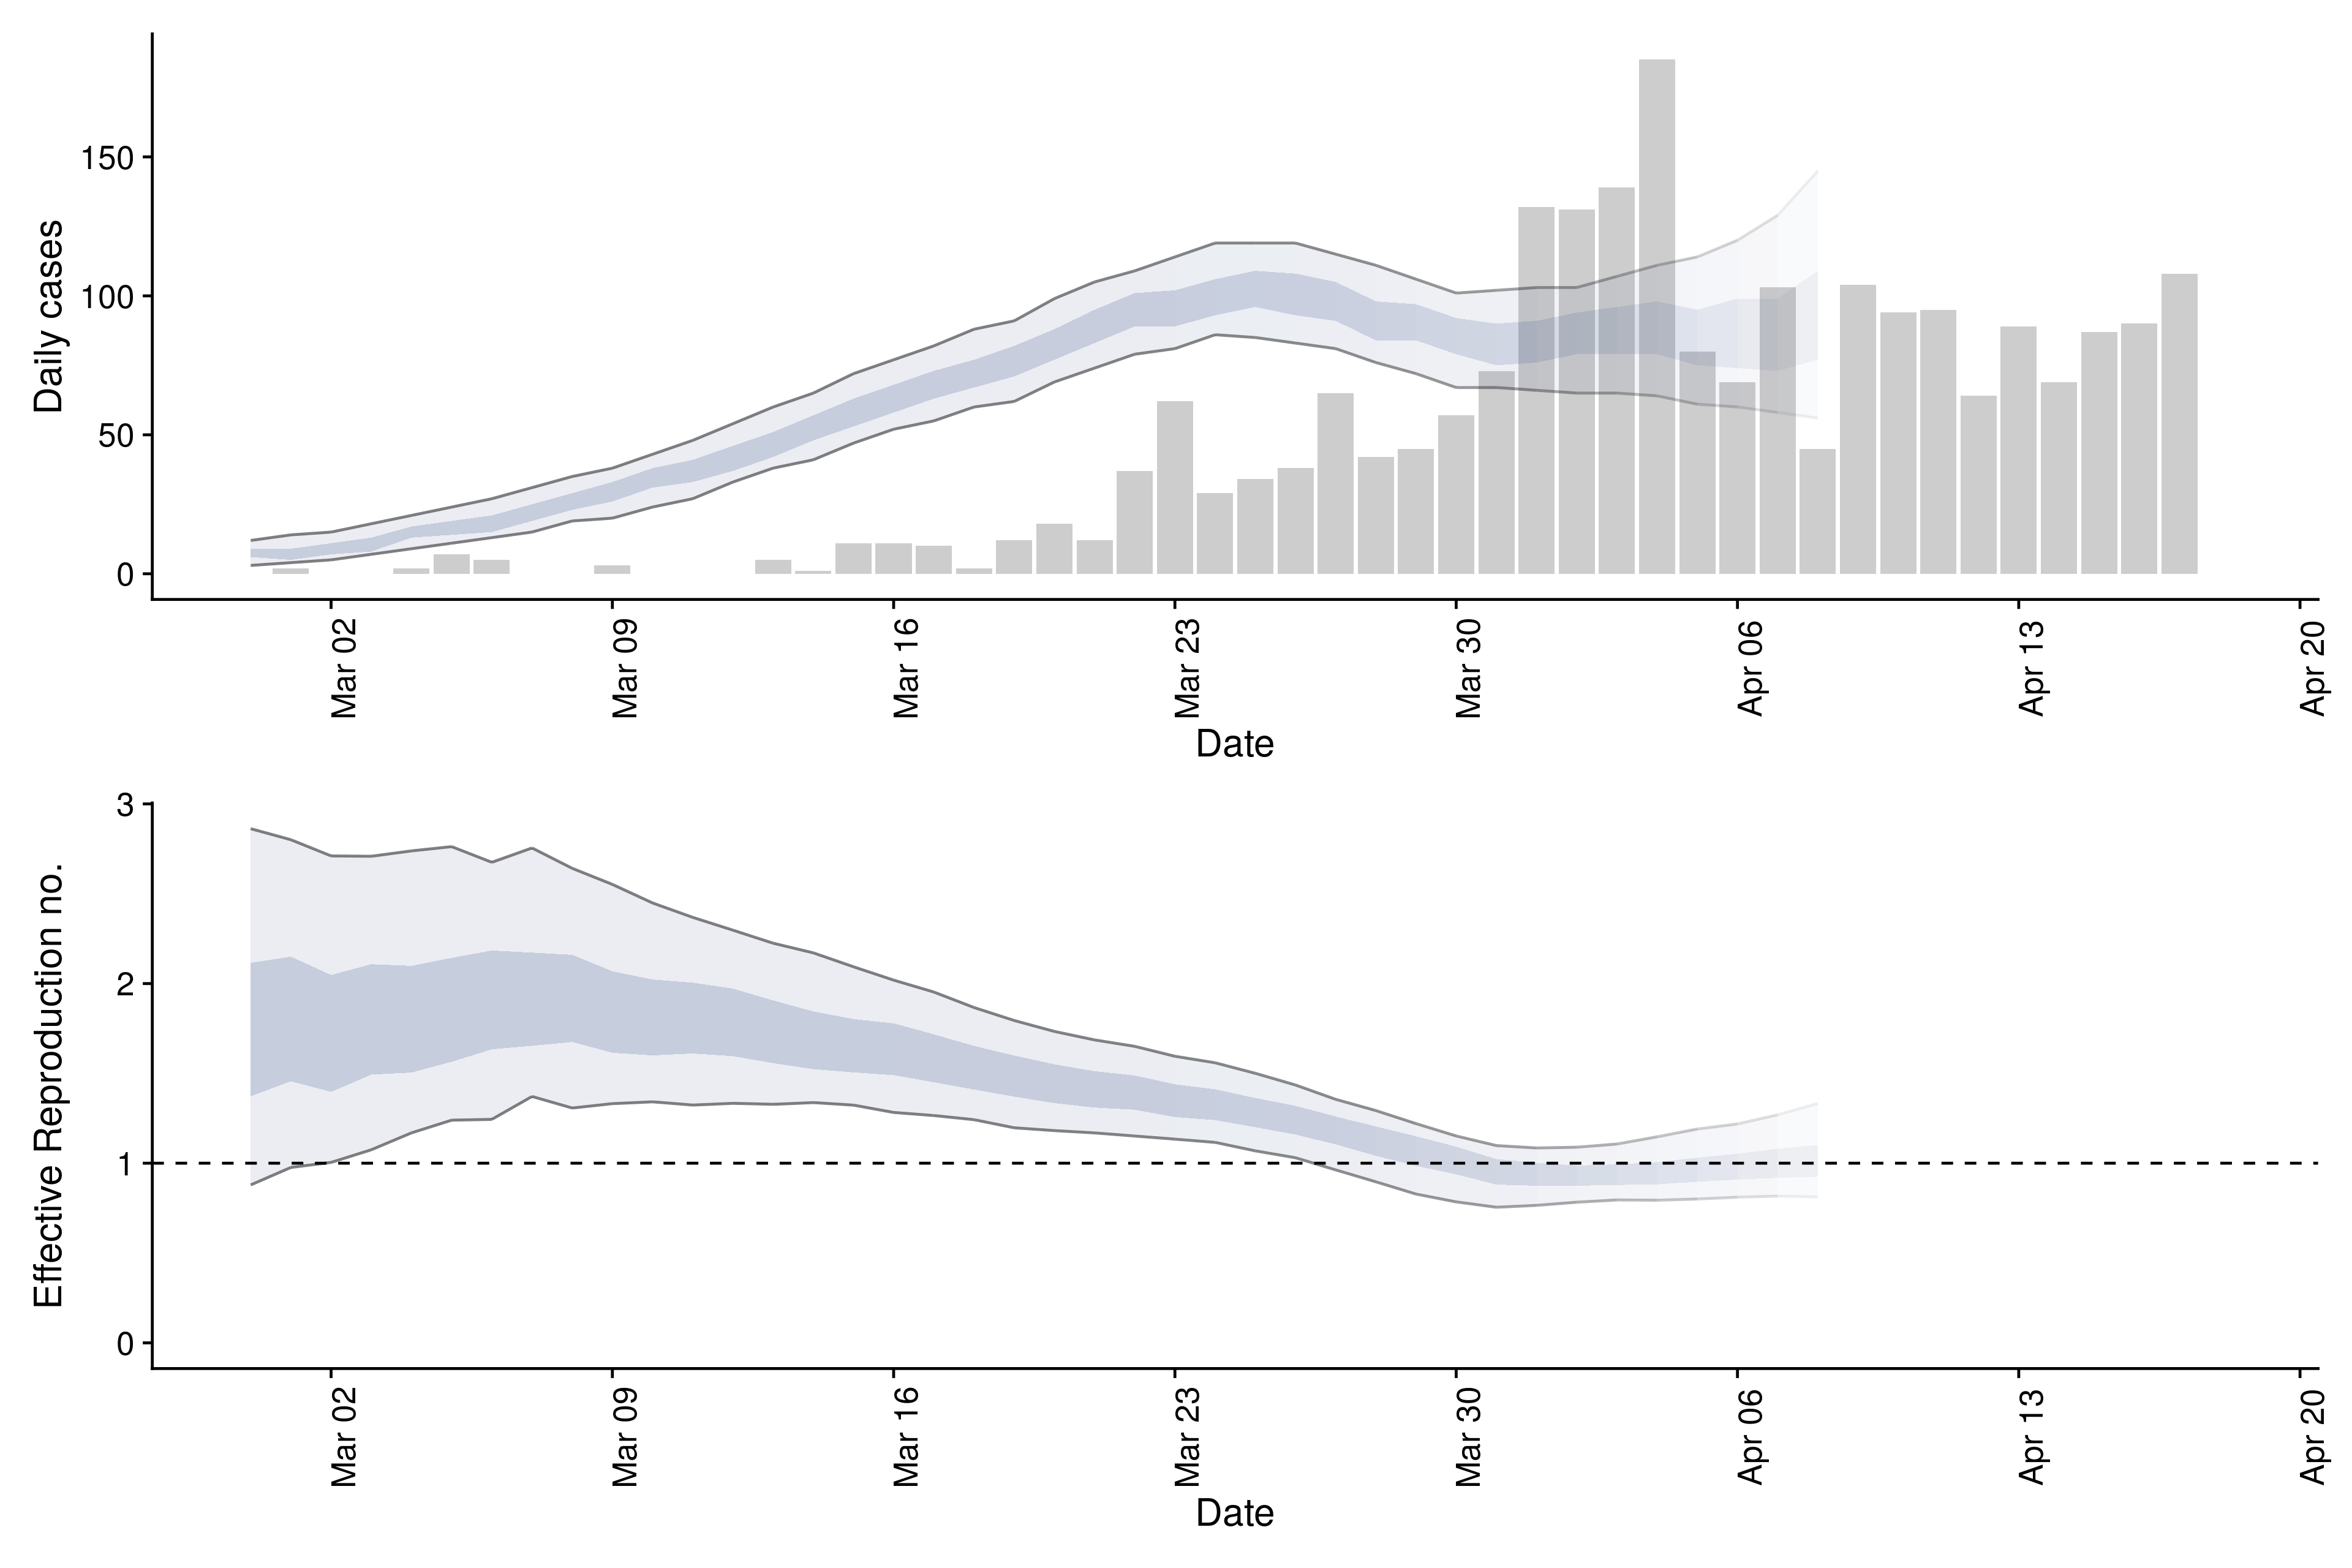 Daily cases
150
100
50
0
Mar 02
Mar 09
Mar 16
Mar 23
Mar 30
Apr 06
Apr 13
Apr 20
Date
Effective Reproduction no.
3
2
1
0
Mar 02
Mar 09
Mar 16
Mar 23
Mar 30
Apr 06
Apr 13
Apr 20
Date